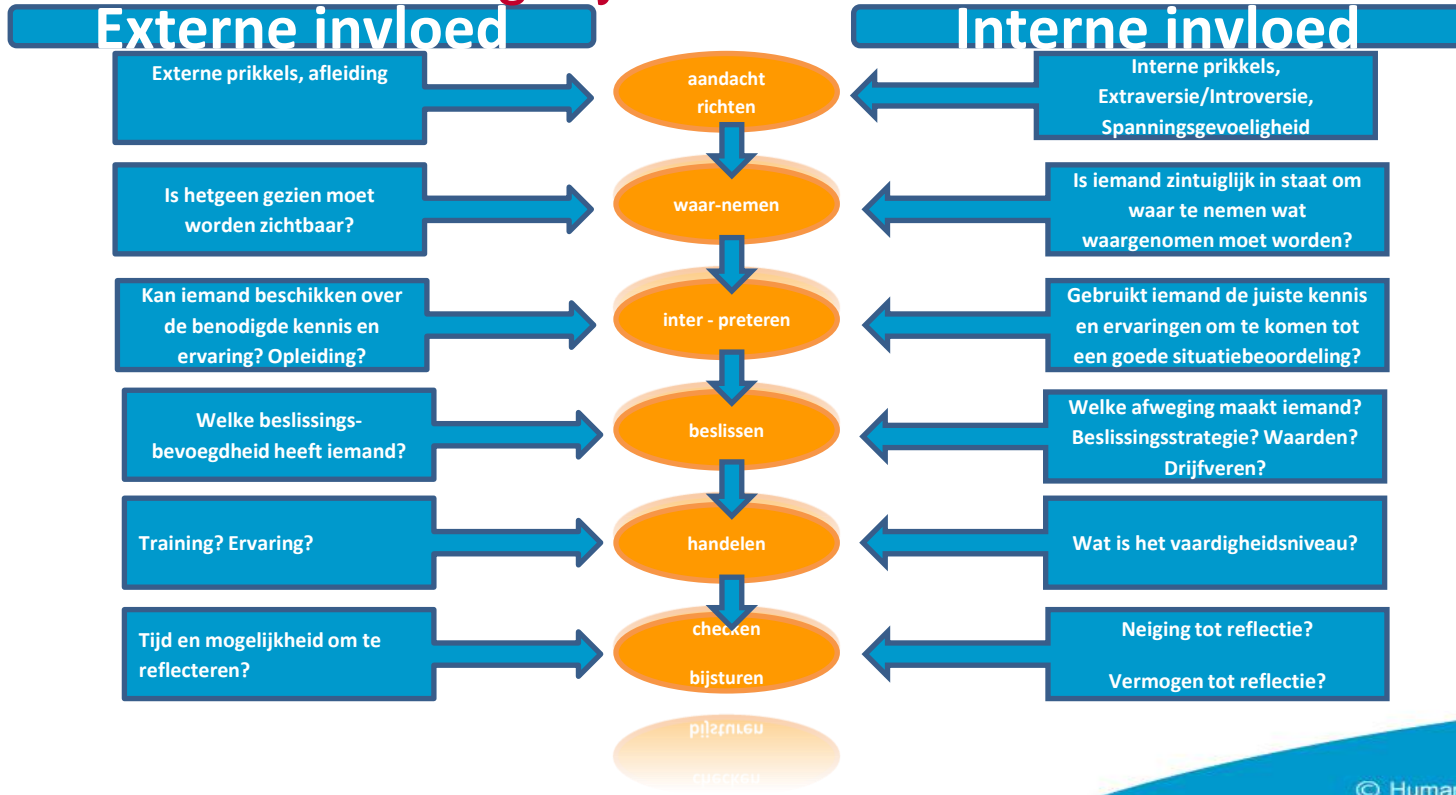 Externe invloed
Interne invloed
Externe prikkels, afleiding
aandacht
richten
Interne prikkels,
Extraversie/Introversie,
Spanningsgevoeligheid
Is hetgeen gezien moet
worden zichtbaar?
waar-nemen
Is iemand zintuiglijk in staat om
waar te nemen wat
waargenomen moet worden?
Kan iemand beschikken over
de benodigde kennis en
ervaring? Opleiding?
inter - preteren
Gebruikt iemand de juiste kennis
en ervaringen om te komen tot
een goede situatiebeoordeling?
Welke beslissings-
bevoegdheid heeft iemand?
beslissen
Welke afweging maakt iemand?
Beslissingsstrategie? Waarden?
Drijfveren?
Training? Ervaring?
handelen
Wat is het vaardigheidsniveau?
Tijd en mogelijkheid om te
reflecteren?
checken
bijsturen
Neiging tot reflectie?
Vermogen tot reflectie?
© Huma